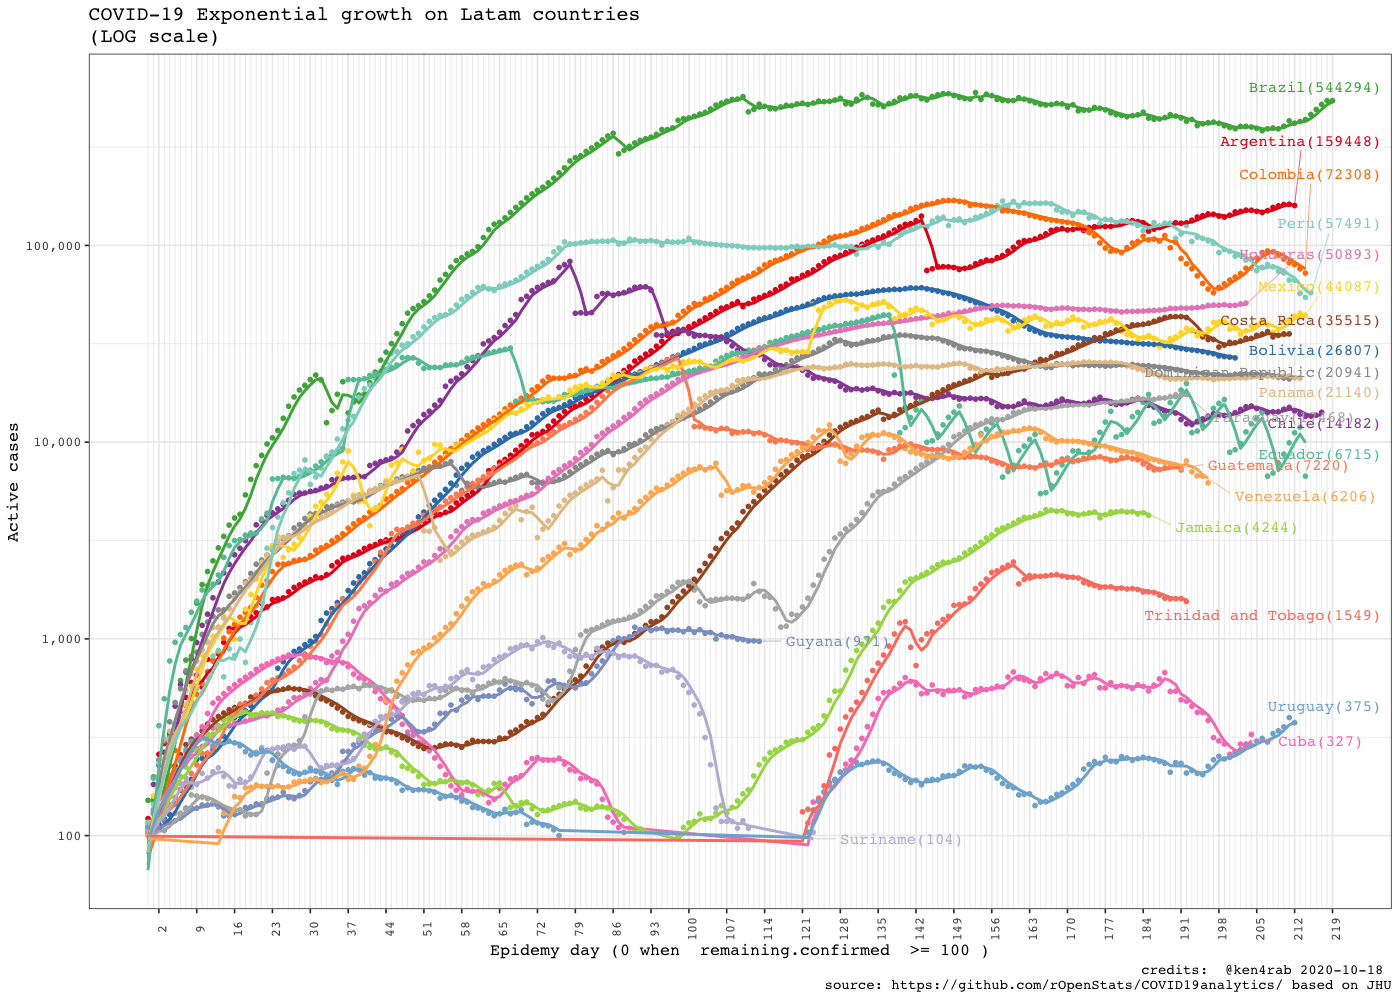 COVID-19 Exponential growth on Latam countries
(LOG scale)
Brazil(544294)
Argentina(159448)
Colombia(72308)
Peru(57491)
Honduras(50893)
Mexico(44087)
Costa Rica(35515)
Bolivia(26807)
Dominican Republic(20941)
Panama(21140)
Chile(14182)
Ecuador(6715)
Guatemala(7220)
Venezuela(6206)
Jamaica(4244)
Trinidad and Tobago(1549)
Guyana(971)
Uruguay(375)
Cuba(327)
Suriname(104)
100,000
10,000
1,000
100
Active cases
2 9 16 23 30 37 44 51 58 65 72 79 86 93 100 107 114 121 128 135 142 149 156 163 170 177 184 191 198 205 212 219
Epidemy day (0 when  remaining.confirmed  >= 100 )
credits:  @ken4rab 2020-10-18
source: https://github.com/rOpenStats/COVID19analytics/ based on JHU